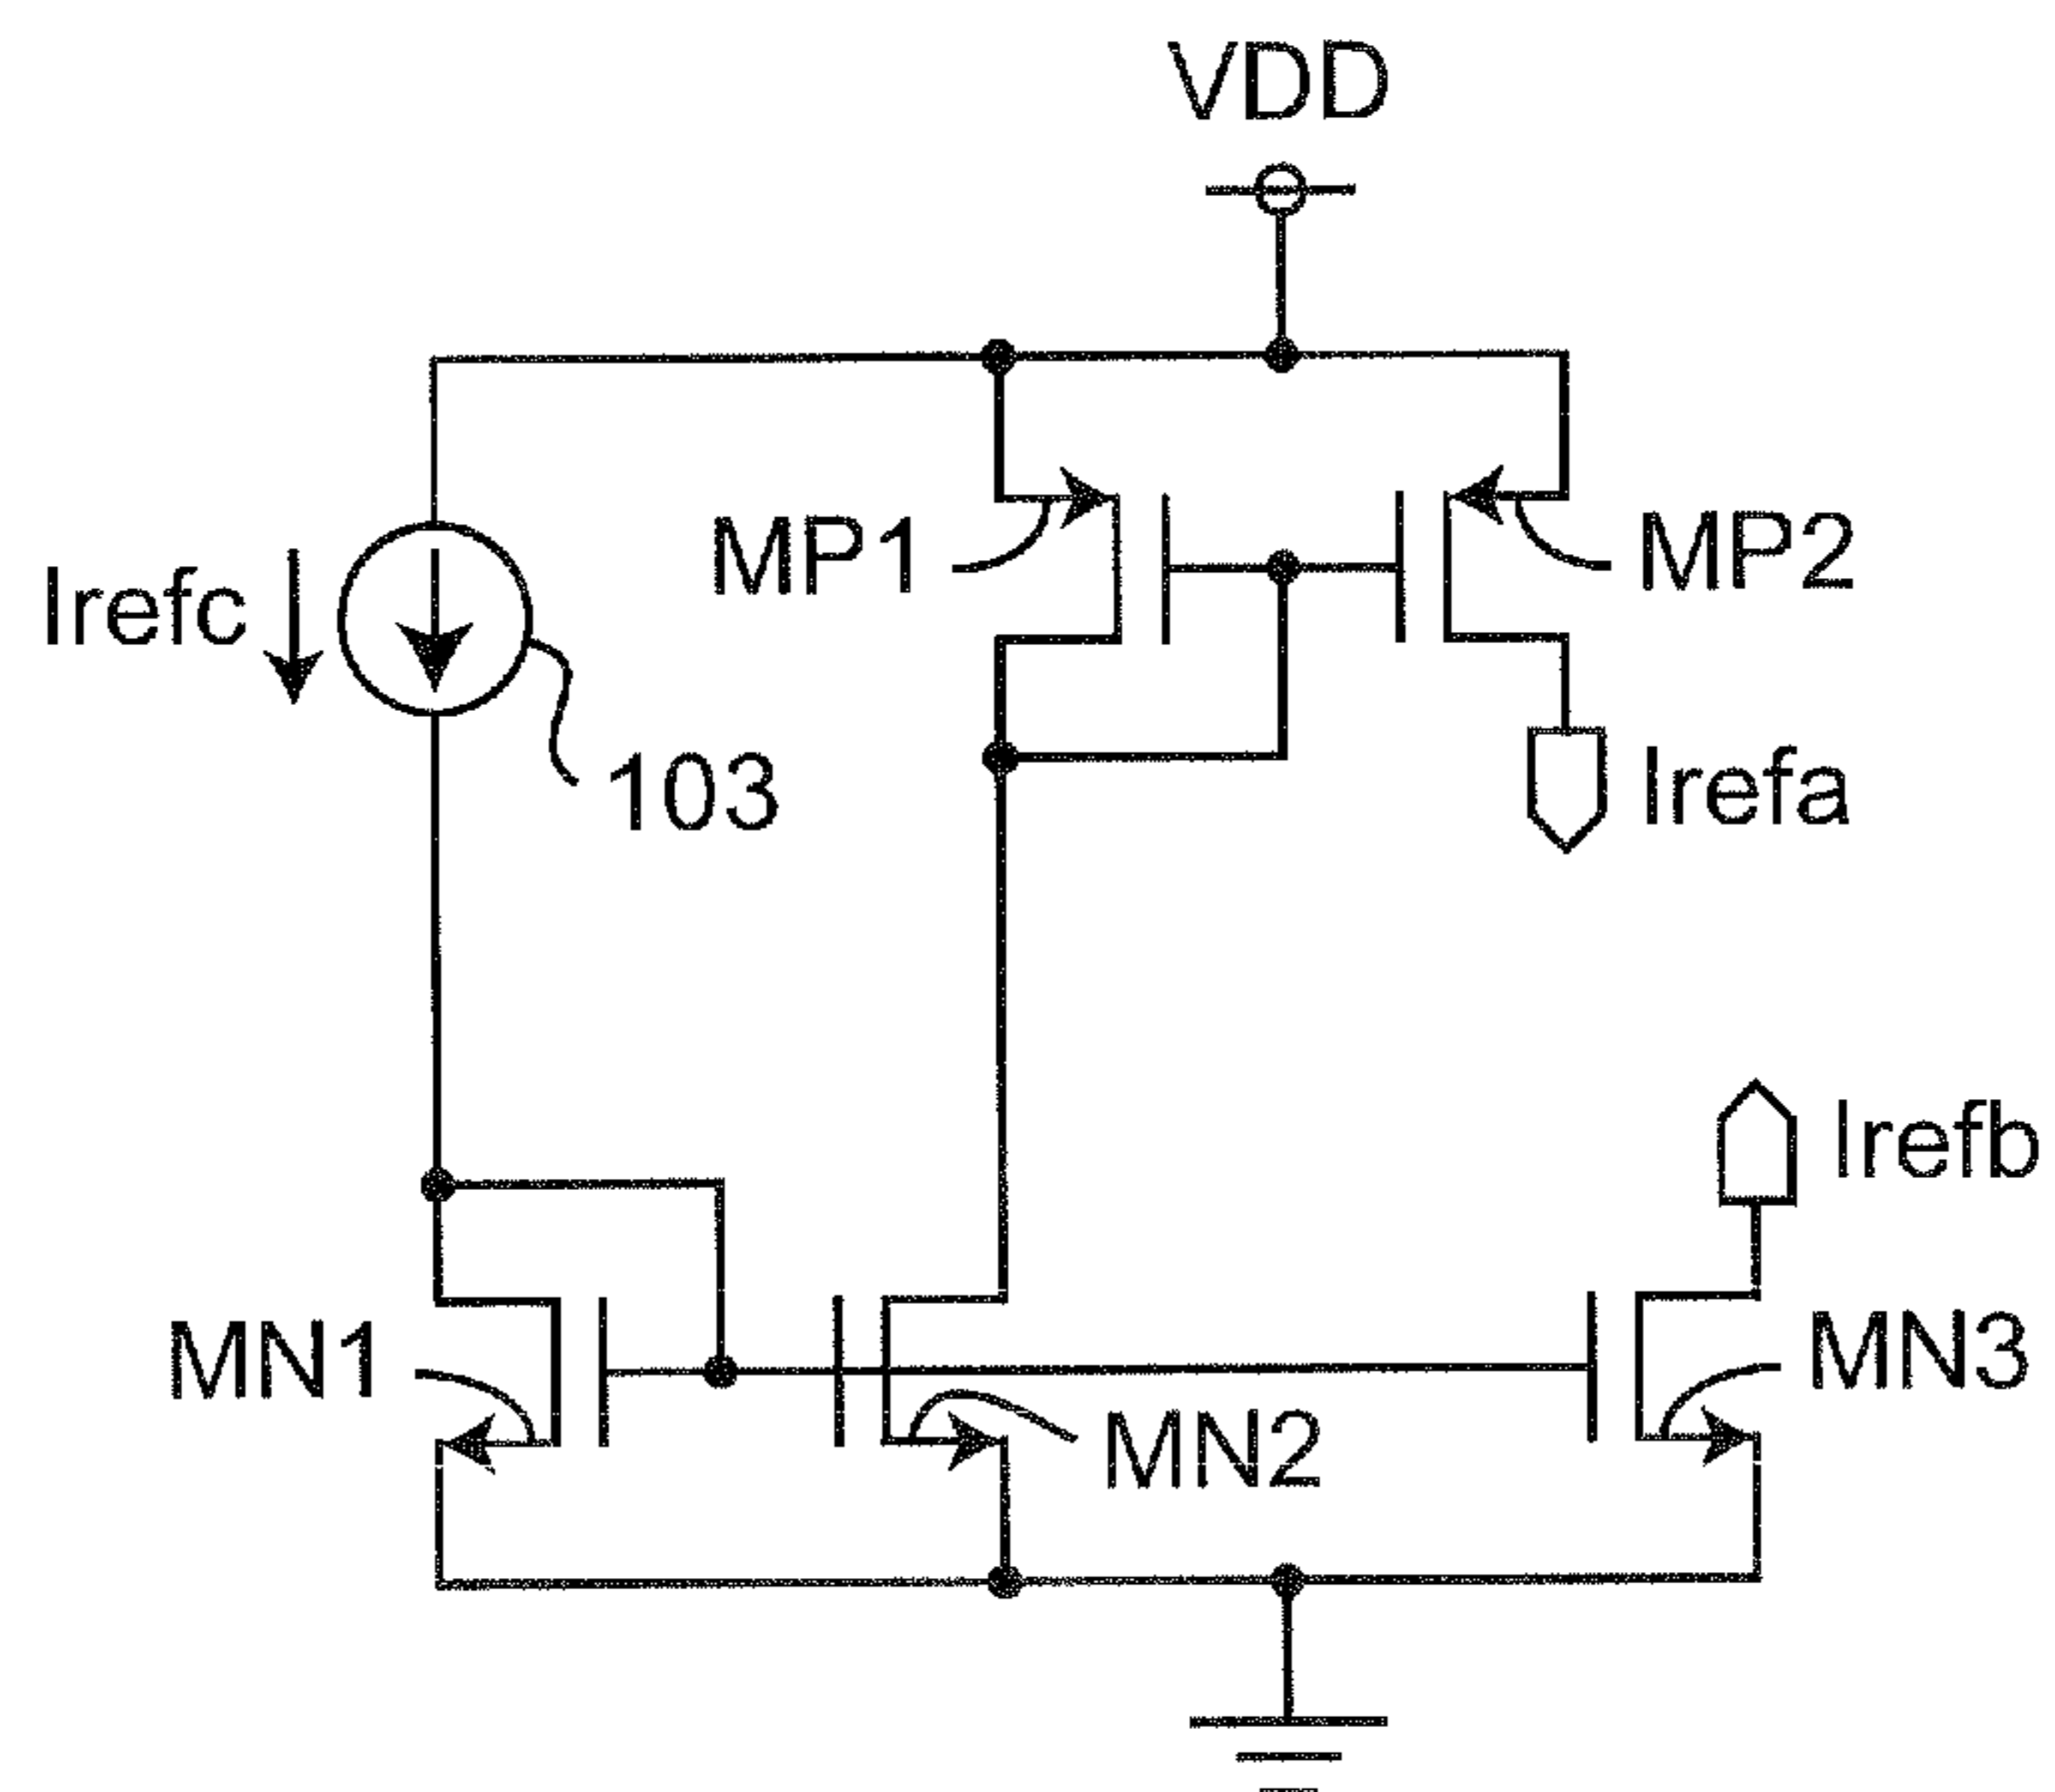 VDD
MP1
MP2
Irefc
103
Irefa
Irefb
MN1
MN3
MN2